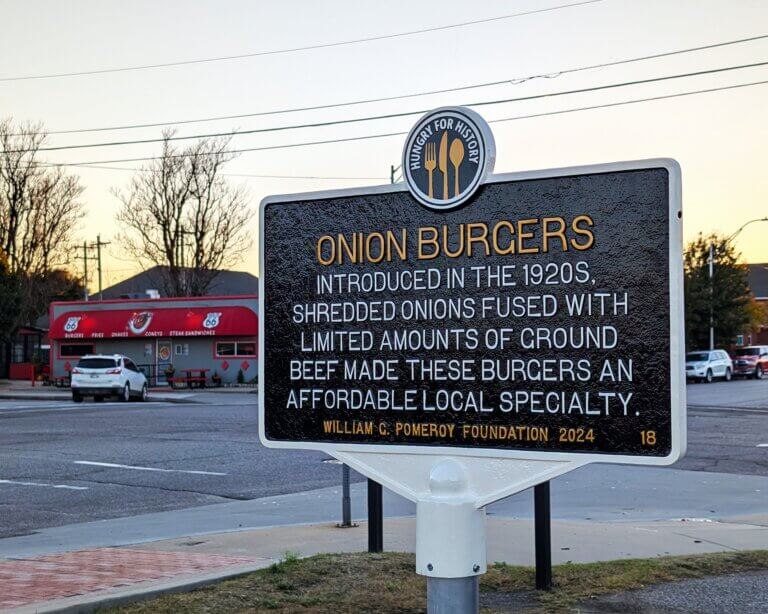 HUNGRY FOR HISTORY
ONION BURGERS
INTRODUCED IN THE 1920S,
SHREDDED ONIONS FUSED WITH
LIMITED AMOUNTS OF GROUND
BEEF MADE THESE BURGERS AN
AFFORDABLE LOCAL SPECIALTY.
WILLIAM G. POMEROY FOUNDATION 2024 18
66 66
BURGERS FRIES SHAKES CONEYS STEAK SANDWICHES